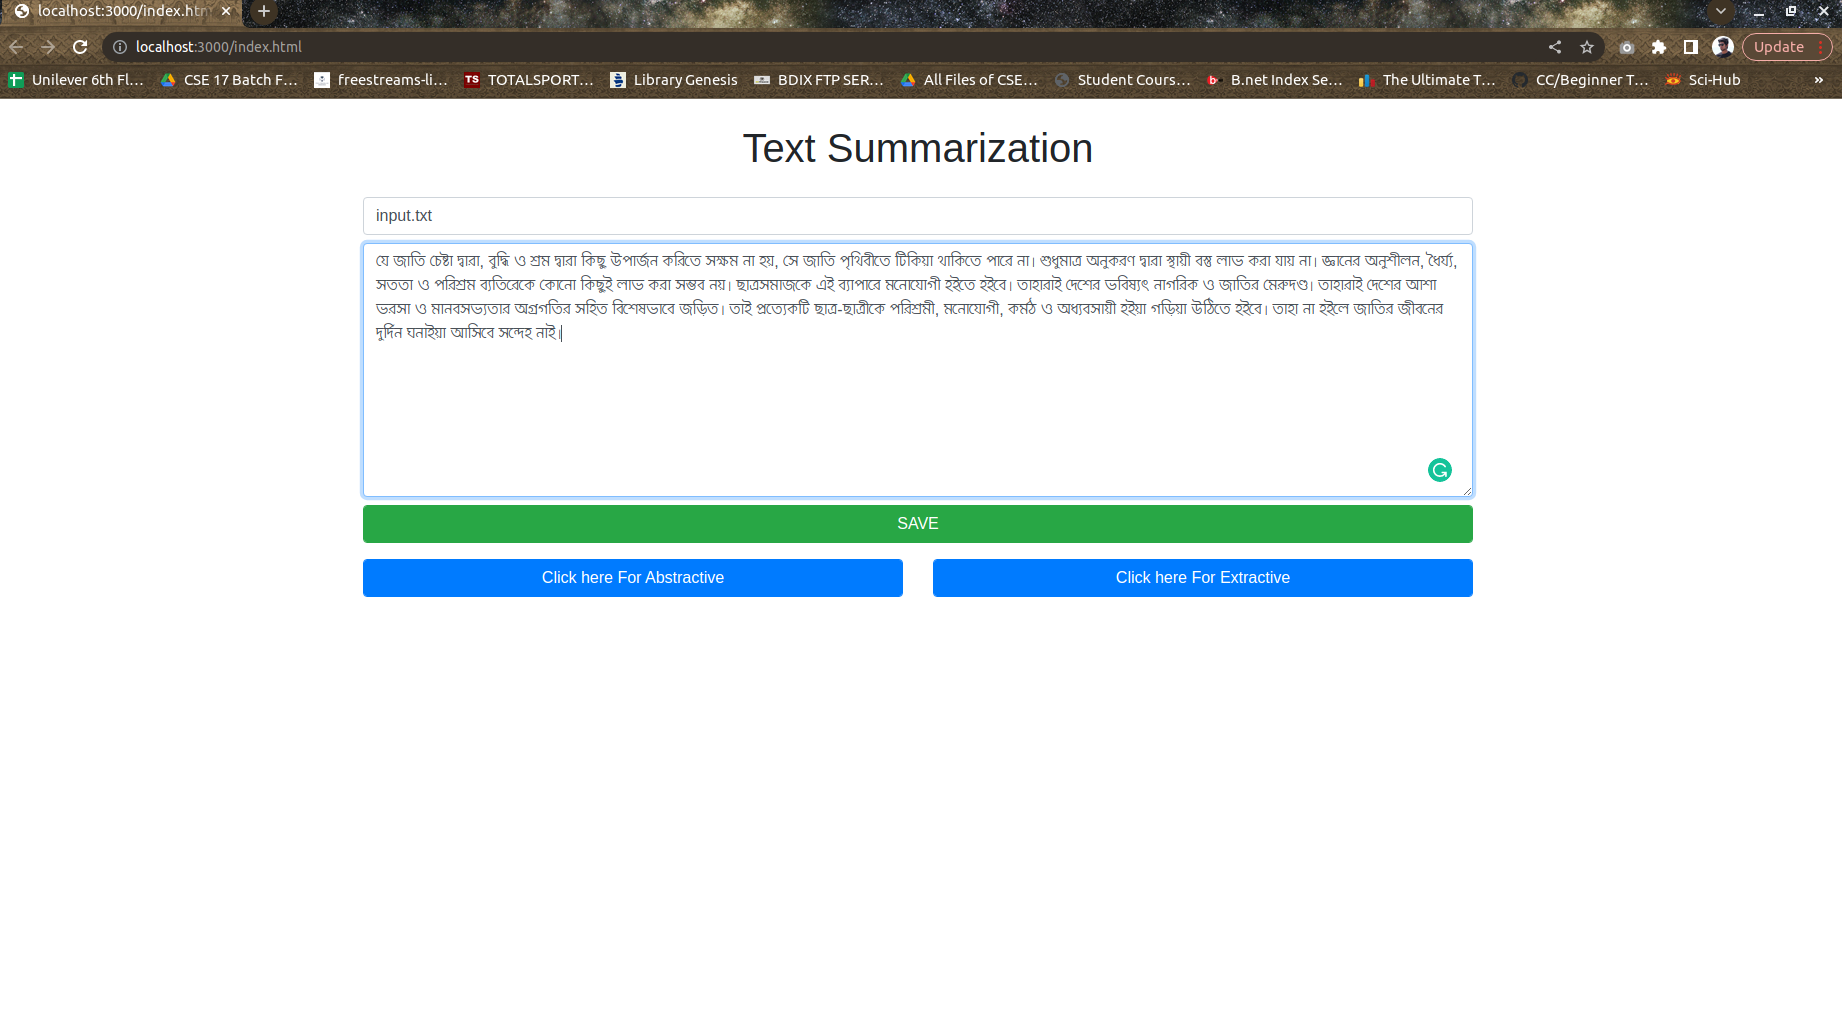 localhost:3000/index.htm
localhost:3000/index.html
Update
Unilever 6th Fl...
CSE 17 Batch F...
freestreams-li...
TS
TOTALSPORT...
Library Genesis
BDIX FTP SER...
All Files of CSE...
Student Cours...
B.net Index Se...
The Ultimate T...
CC/Beginner T...
Sci-Hub
»
Text Summarization
input.txt
যে জাতি চেষ্টা দ্বারা, বুদ্ধি ও শ্রম দ্বারা কিছু উপার্জন করিতে সক্ষম না হয়, সে জাতি পৃথিবীতে টিকিয়া থাকিতে পারে না। শুধুমাত্র অনুকরণ দ্বারা স্থায়ী বস্তু লাভ করা যায় না। জ্ঞানের অনুশীলন, ধৈর্য্য,
সততা ও পরিশ্রম ব্যতিরেকে কোনো কিছুই লাভ করা সম্ভব নয়। ছাত্রসমাজকে এই ব্যাপারে মনোযোগী হইতে হইবে। তাহারাই দেশের ভবিষ্যৎ নাগরিক ও জাতির মেরুদণ্ড। তাহারাই দেশের আশা
ভরসা ও মানবসভ্যতার অগ্রগতির সহিত বিশেষভাবে জড়িত। তাই প্রত্যেকটি ছাত্র-ছাত্রীকে পরিশ্রমী, মনোযোগী, কর্মঠ ও অধ্যবসায়ী হইয়া গড়িয়া উঠিতে হইবে। তাহা না হইলে জাতির জীবনের
দুর্দিন ঘনাইয়া আসিবে সন্দেহ নাই।
SAVE
Click here For Abstractive
Click here For Extractive